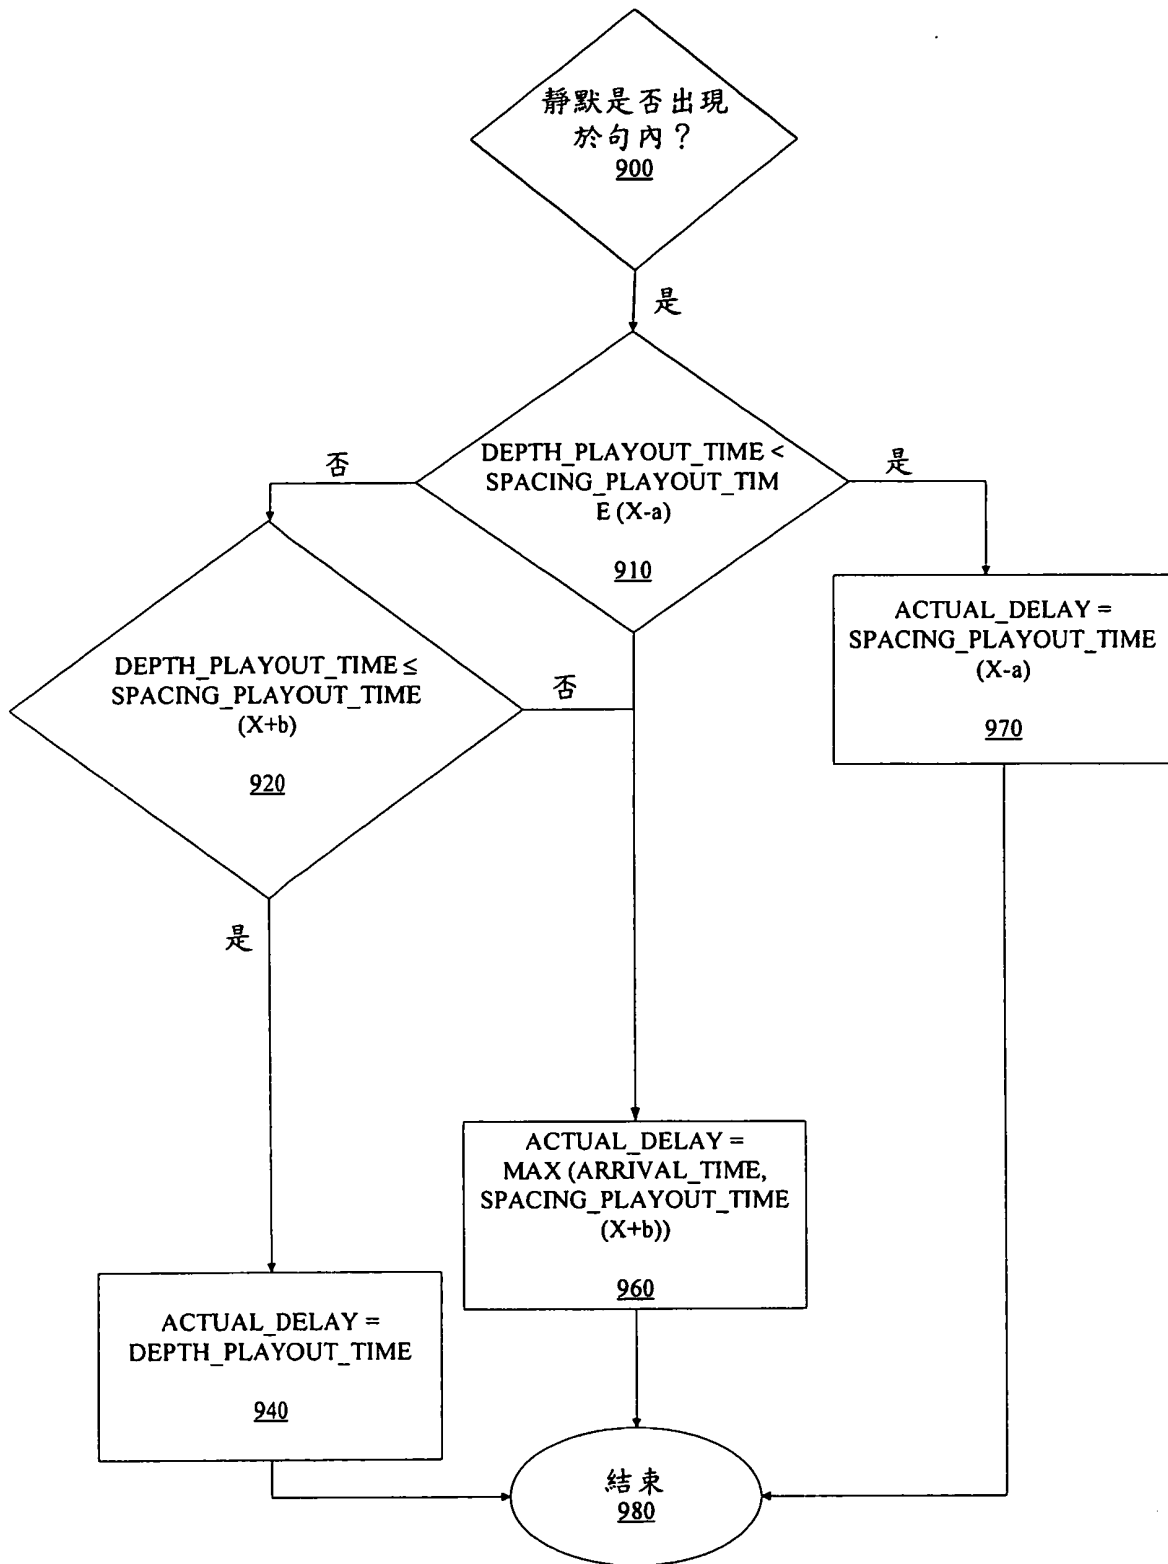 靜默是否出現
於句內？
900
是
否
DEPTH_PLAYOUT_TIME <
SPACING_PLAYOUT_TIM
E (X-a)
910
是
DEPTH_PLAYOUT_TIME ≤
SPACING_PLAYOUT_TIME
(X+b)
920
否
ACTUAL_DELAY =
SPACING_PLAYOUT_TIME
(X-a)
970
是
ACTUAL_DELAY =
MAX (ARRIVAL_TIME,
SPACING_PLAYOUT_TIME
(X+b))
960
ACTUAL_DELAY =
DEPTH_PLAYOUT_TIME
940
結束
980